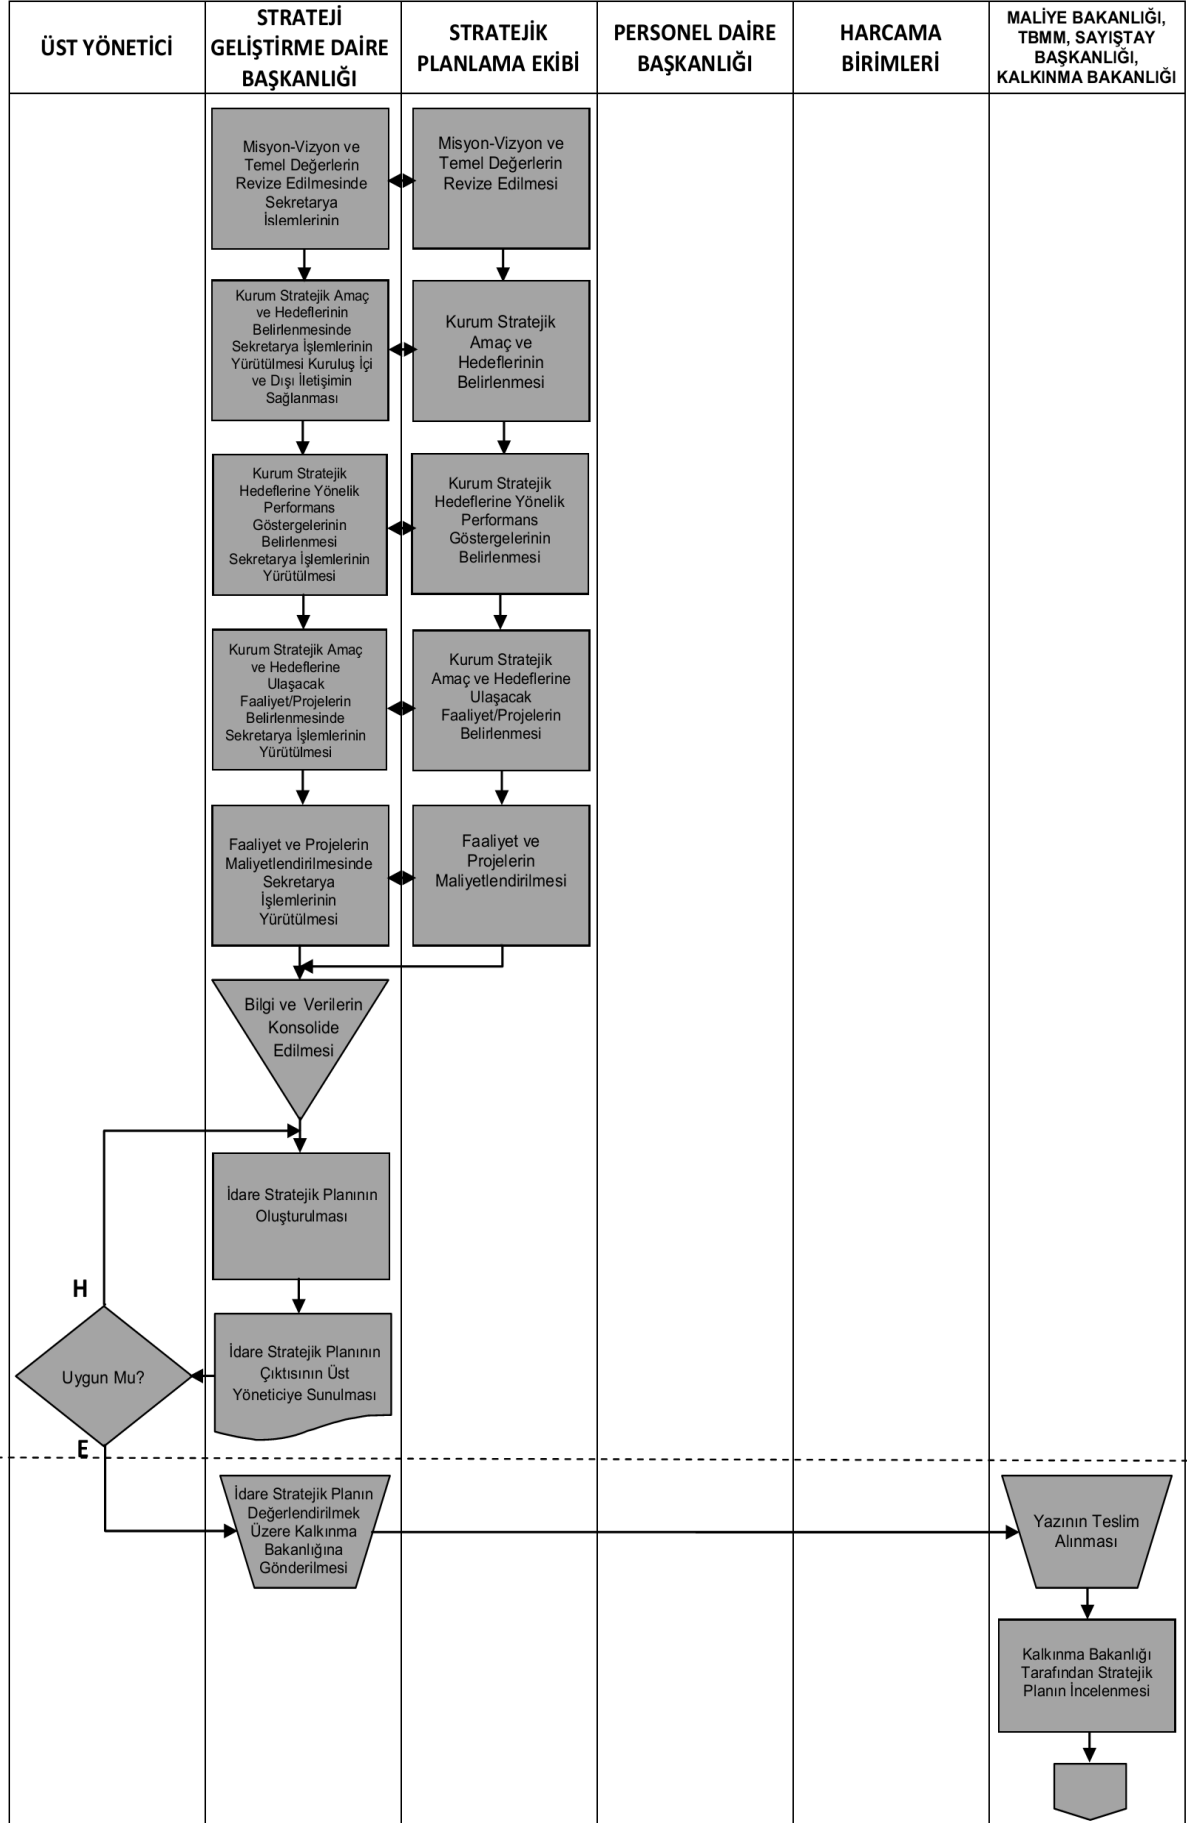 ÜST YÖNETİCİ
STRATEJİ
GELİŞTİRME DAİRE
BAŞKANLIĞI
STRATEJİK
PLANLAMA EKİBİ
PERSONEL DAİRE
BAŞKANLIĞI
HARCAMA
BİRİMLERİ
MALİYE BAKANLIĞI,
TBMM, SAYIŞTAY
BAŞKANLIĞI,
KALKINMA BAKANLIĞI
Misyon-Vizyon ve
Temel Değerlerin
Revize Edilmesinde
Sekretarya
İşlemlerinin
Misyon-Vizyon ve
Temel Değerlerin
Revize Edilmesi
Kurum Stratejik Amaç
ve Hedeflerinin
Belirlenmesinde
Sekretarya İşlemlerinin
Yürütülmesi Kuruluş İçi
ve Dışı İletişimin
Sağlanması
Kurum Stratejik
Amaç ve
Hedeflerinin
Belirlenmesi
Kurum Stratejik
Hedeflerine Yönelik
Performans
Göstergelerinin
Belirlenmesi
Sekretarya İşlemlerinin
Yürütülmesi
Kurum Stratejik
Hedeflerine Yönelik
Performans
Göstergelerinin
Belirlenmesi
Kurum Stratejik Amaç
ve Hedeflerine
Ulaşacak
Faaliyet/Projelerin
Belirlenmesinde
Sekretarya İşlemlerinin
Yürütülmesi
Kurum Stratejik
Amaç ve Hedeflerine
Ulaşacak
Faaliyet/Projelerin
Belirlenmesi
Faaliyet ve Projelerin
Maliyetlendirilmesinde
Sekretarya
İşlemlerinin
Yürütülmesi
Faaliyet ve
Projelerin
Maliyetlendirilmesi
Bilgi ve Verilerin
Konsolide
Edilmesi
İdare Stratejik Planının
Oluşturulması
H
Uygun Mu?
İdare Stratejik Planının
Çıktısının Üst
Yöneticiye Sunulması
E
İdare Stratejik Planın
Değerlendirilmek
Üzere Kalkınma
Bakanlığına
Gönderilmesi
Yazının Teslim
Alınması
Kalkınma Bakanlığı
Tarafından Stratejik
Planın İncelenmesi